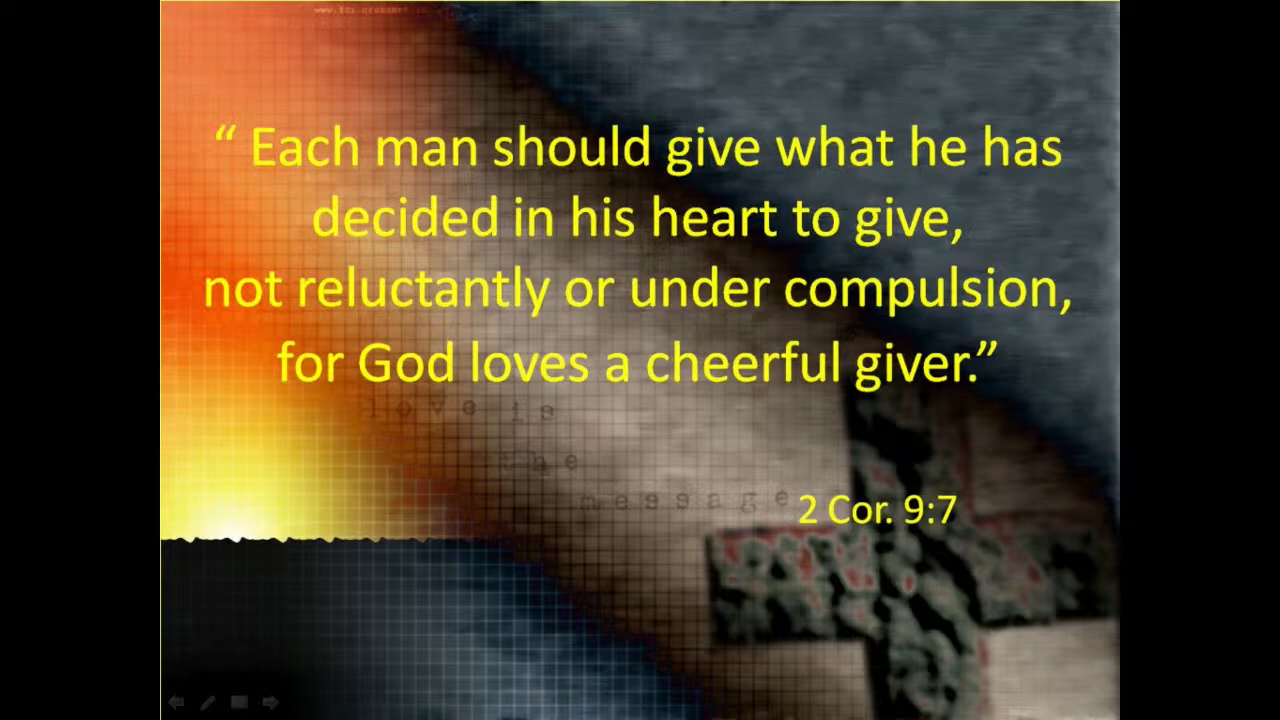 “ Each man should give what he has
decided in his heart to give,
not reluctantly or under compulsion,
for God loves a cheerful giver.”
love is
the
message
2 Cor. 9:7